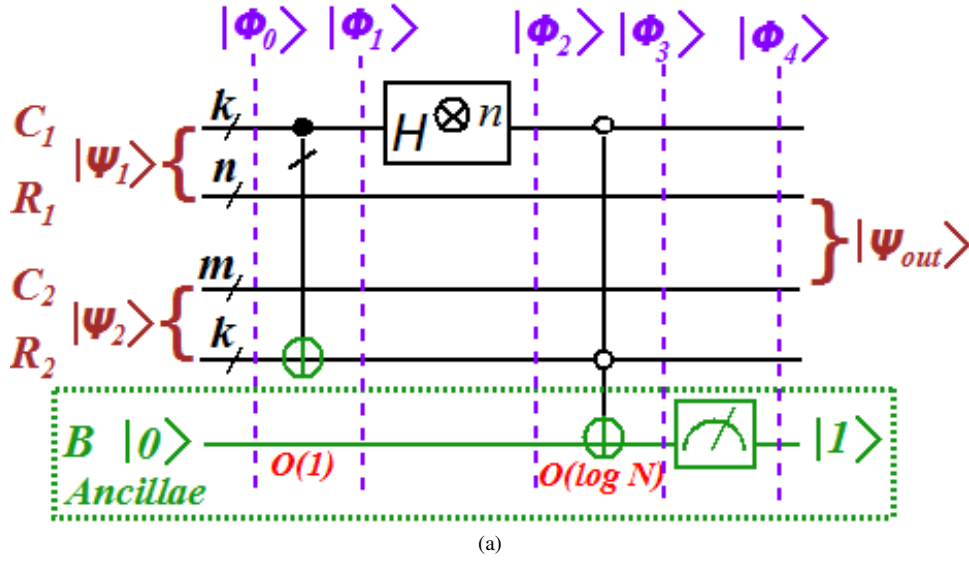 |Φ₀> |Φ₁> |Φ₂> |Φ₃> |Φ₄>
C₁ k H ⊗ n
|Ψ₁>
R₁ n
|Ψout>
C₂ m
|Ψ₂>
R₂ k
B |0> |1>
O(1) O(log N)
Ancillae
(a)